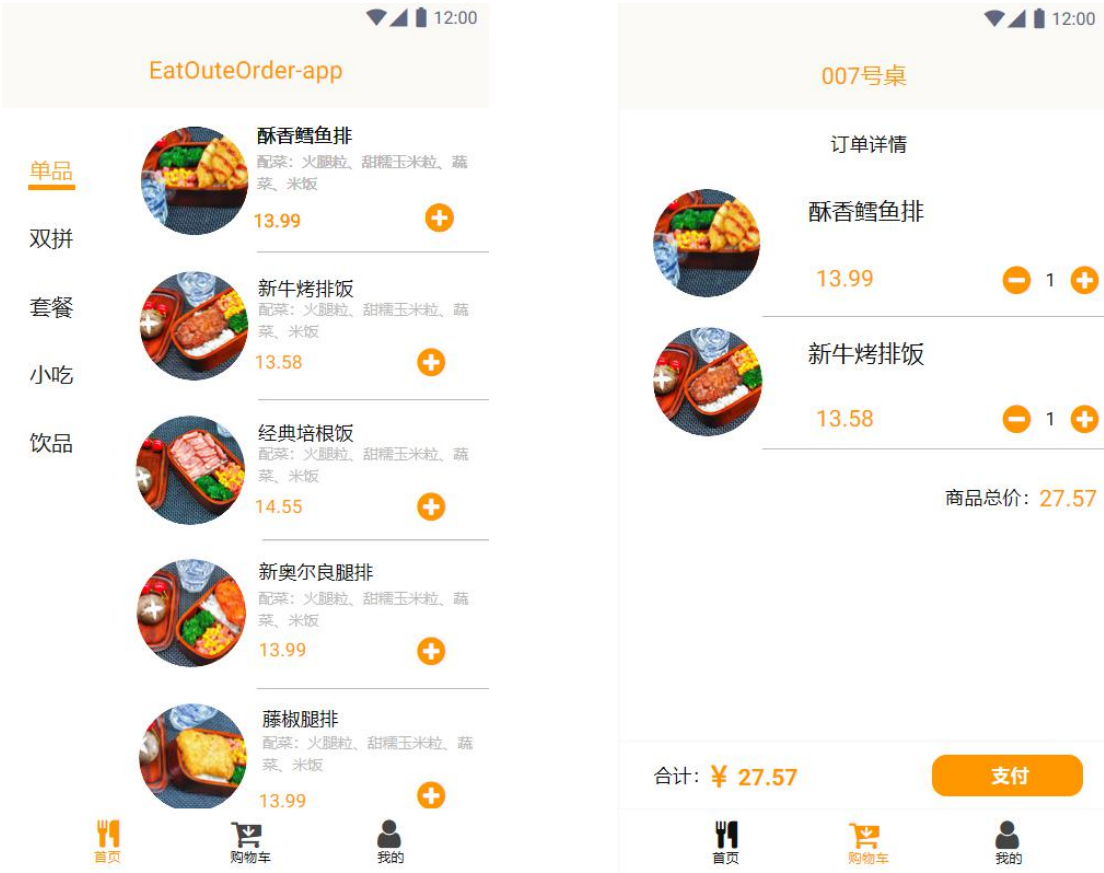 12:00
EatOuteOrder-app
单品
双拼
套餐
小吃
饮品
酥香鳕鱼排
配菜：火腿粒、甜糯玉米粒、蔬
菜、米饭
13.99
新牛烤排饭
配菜：火腿粒、甜糯玉米粒、蔬
菜、米饭
13.58
经典培根饭
配菜：火腿粒、甜糯玉米粒、蔬
菜、米饭
14.55
新奥尔良腿排
配菜：火腿粒、甜糯玉米粒、蔬
菜、米饭
13.99
藤椒腿排
配菜：火腿粒、甜糯玉米粒、蔬
菜、米饭
13.99
首页 购物车 我的
12:00
007号桌
订单详情
酥香鳕鱼排
13.99 1
新牛烤排饭
13.58 1
商品总价：27.57
合计：¥ 27.57 支付
首页 购物车 我的